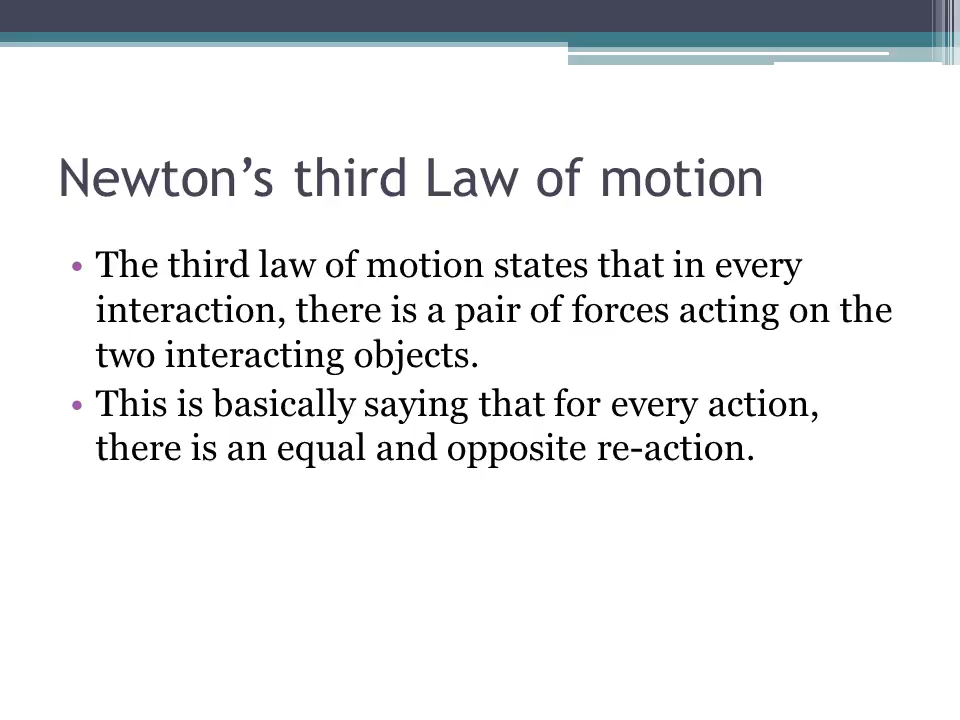 Newton’s third Law of motion
• The third law of motion states that in every
interaction, there is a pair of forces acting on the
two interacting objects.
• This is basically saying that for every action,
there is an equal and opposite re-action.